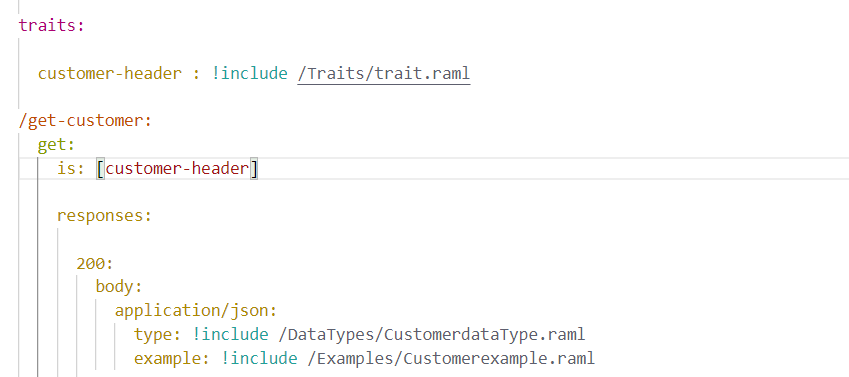 traits:
customer-header : !include /Traits/trait.raml
/get-customer:
get:
is: [customer-header]
responses:
200:
body:
application/json:
type: !include /DataTypes/CustomerdataType.raml
example: !include /Examples/Customerexample.raml